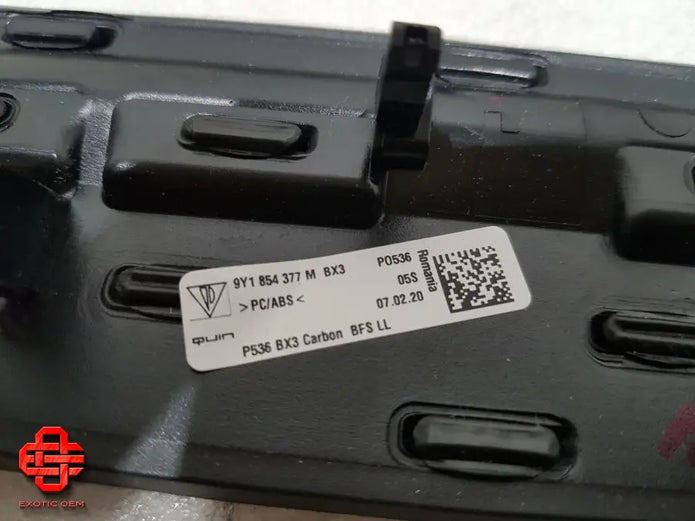 9Y1 854 377 M BX3
PO536
Romania
>PC/ABS<
05S
07.02.20
QUIN
P536 BX3 Carbon BFS LL
EXOTIC OEM